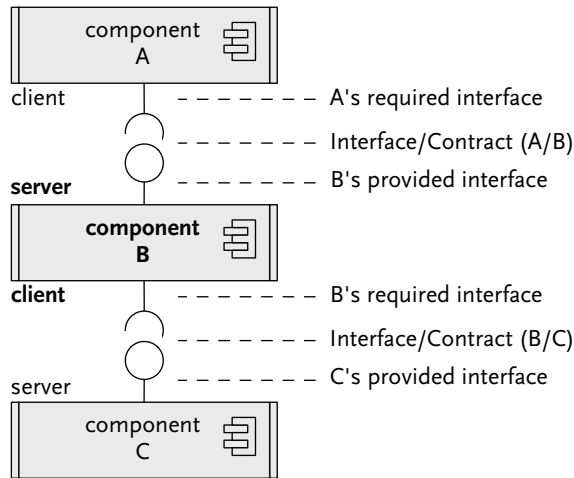 component
A
client
A's required interface
Interface/Contract (A/B)
server
B's provided interface
component
B
client
B's required interface
Interface/Contract (B/C)
server
C's provided interface
component
C